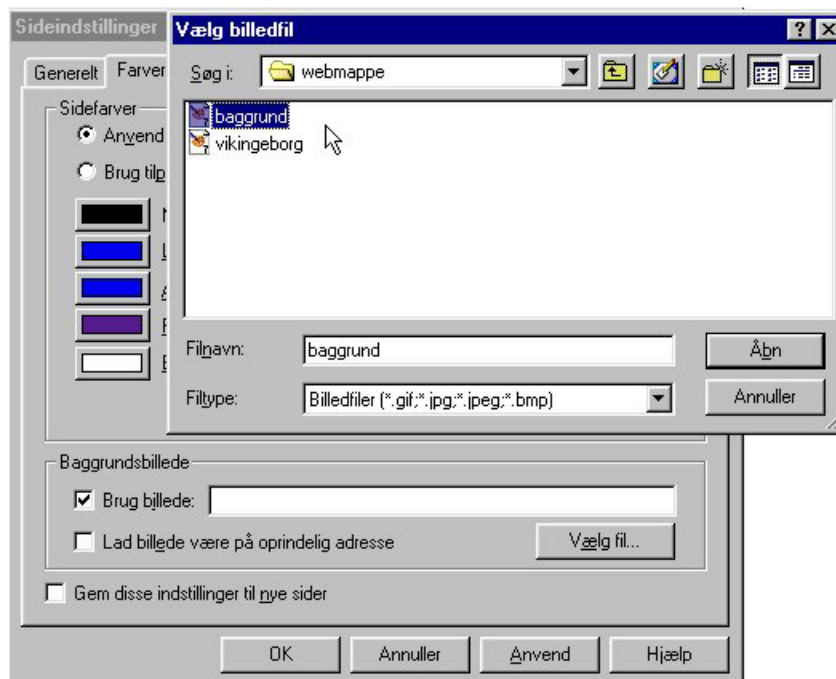 Sideindstillinger
Vælg billedfil
Generelt
Farver
Søg i:
webmappe
baggrund
vikingeborg
Sidefarver
Anvend
Brug
Filnavn:
baggrund
Åbn
Filtype:
Billedfiler (*.gif;*.jpg;*.jpeg;*.bmp)
Annuller
Baggrundsbillede
Brug billede:
Lad billede være på oprindelig adresse
Vælg fil...
Gem disse indstillinger til nye sider
OK
Annuller
Anvend
Hjælp